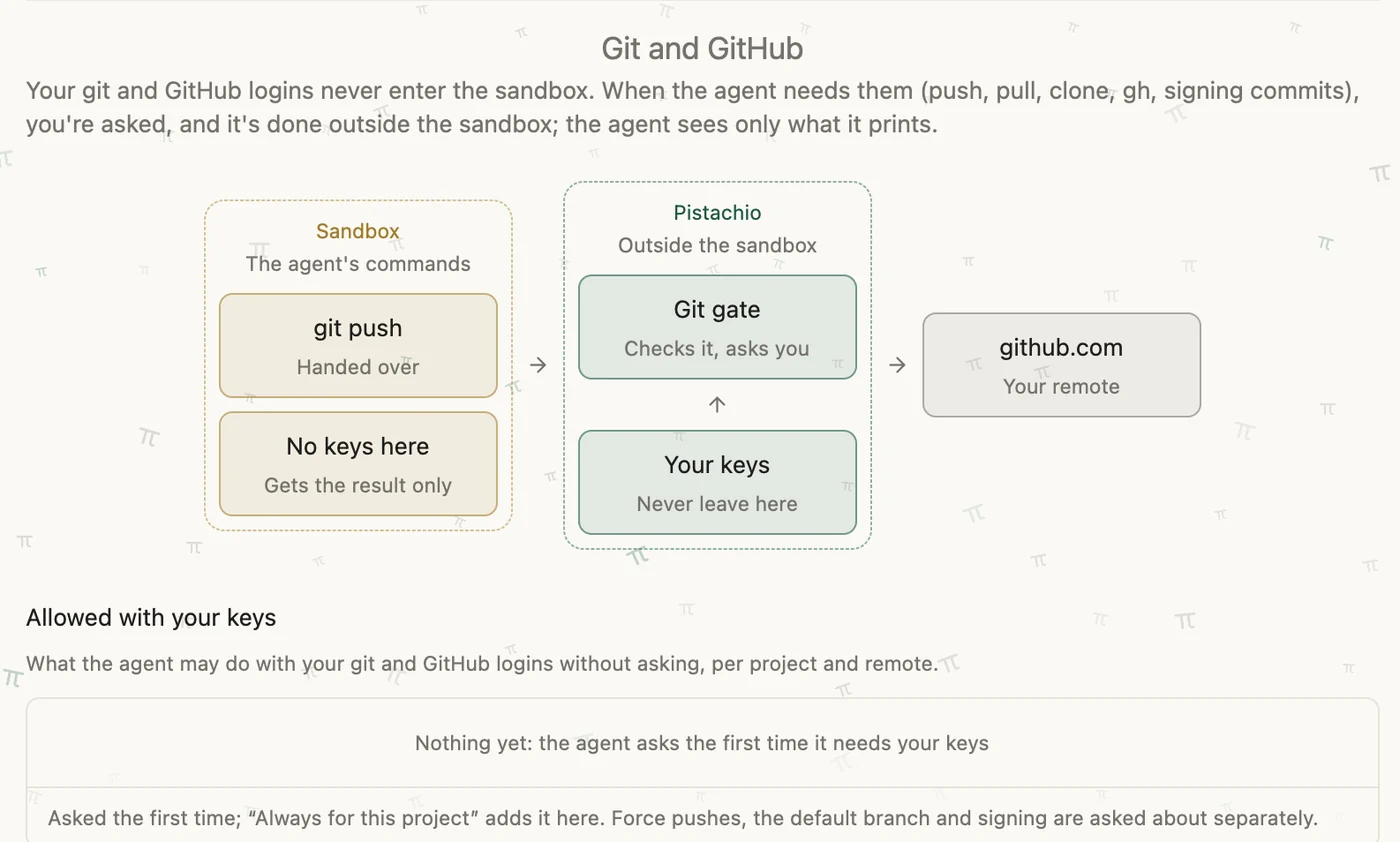 Git and GitHub
Your git and GitHub logins never enter the sandbox. When the agent needs them (push, pull, clone, gh, signing commits),
you're asked, and it's done outside the sandbox; the agent sees only what it prints.
Sandbox
The agent's commands
git push
Handed over
No keys here
Gets the result only
→
Pistachio
Outside the sandbox
Git gate
Checks it, asks you
↑
Your keys
Never leave here
→
github.com
Your remote
Allowed with your keys
What the agent may do with your git and GitHub logins without asking, per project and remote.
Nothing yet: the agent asks the first time it needs your keys
Asked the first time; “Always for this project” adds it here. Force pushes, the default branch and signing are asked about separately.